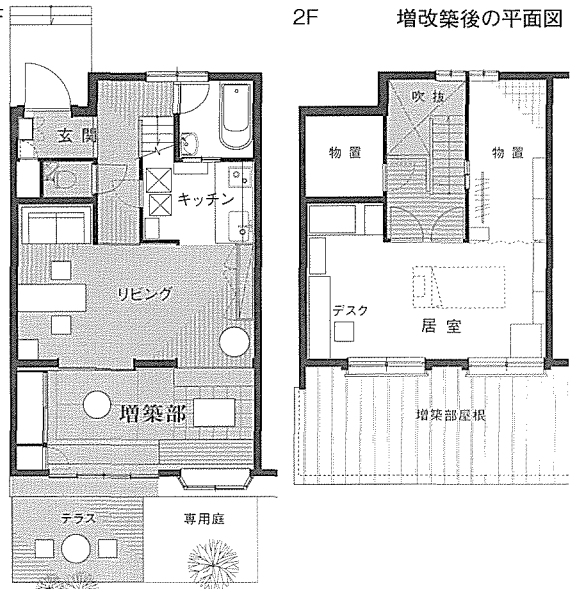 F
2F
増改築後の平面図
玄関
キッチン
リビング
増築部
テラス
専用庭
吹抜
物置
物置
デスク
居室
増築部屋根